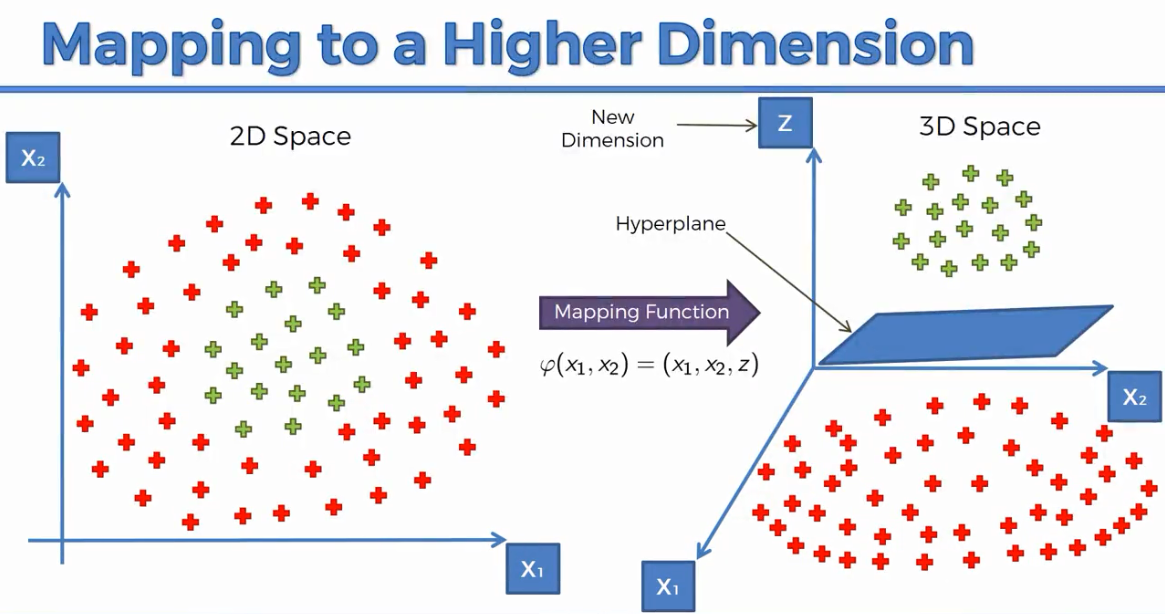 Mapping to a Higher Dimension
2D Space
X₂
X₁
Mapping Function
φ(x₁, x₂) = (x₁, x₂, z)
New
Dimension
Z
3D Space
Hyperplane
X₂
X₁